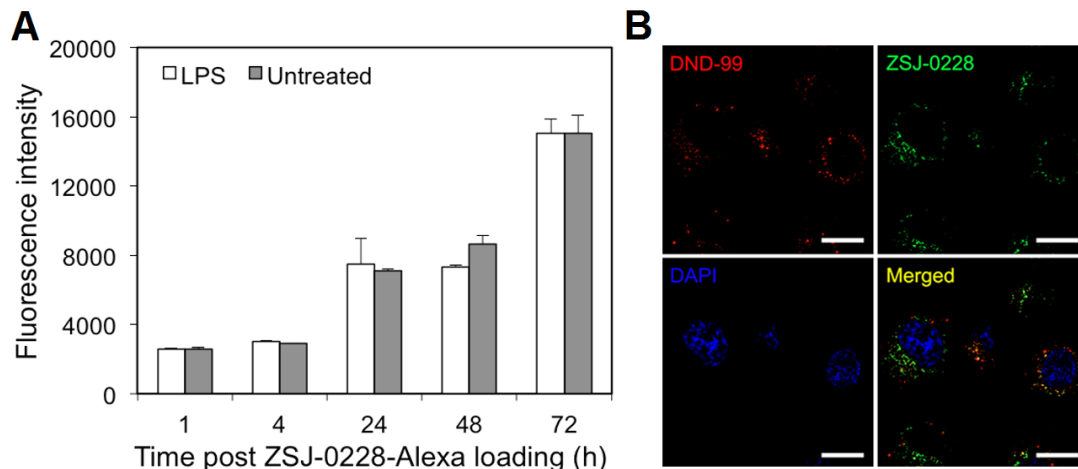 A
20000
16000
12000
8000
4000
0
Fluorescence intensity
LPS Untreated
1 4 24 48 72
Time post ZSJ-0228-Alexa loading (h)
B
DND-99
ZSJ-0228
DAPI
Merged